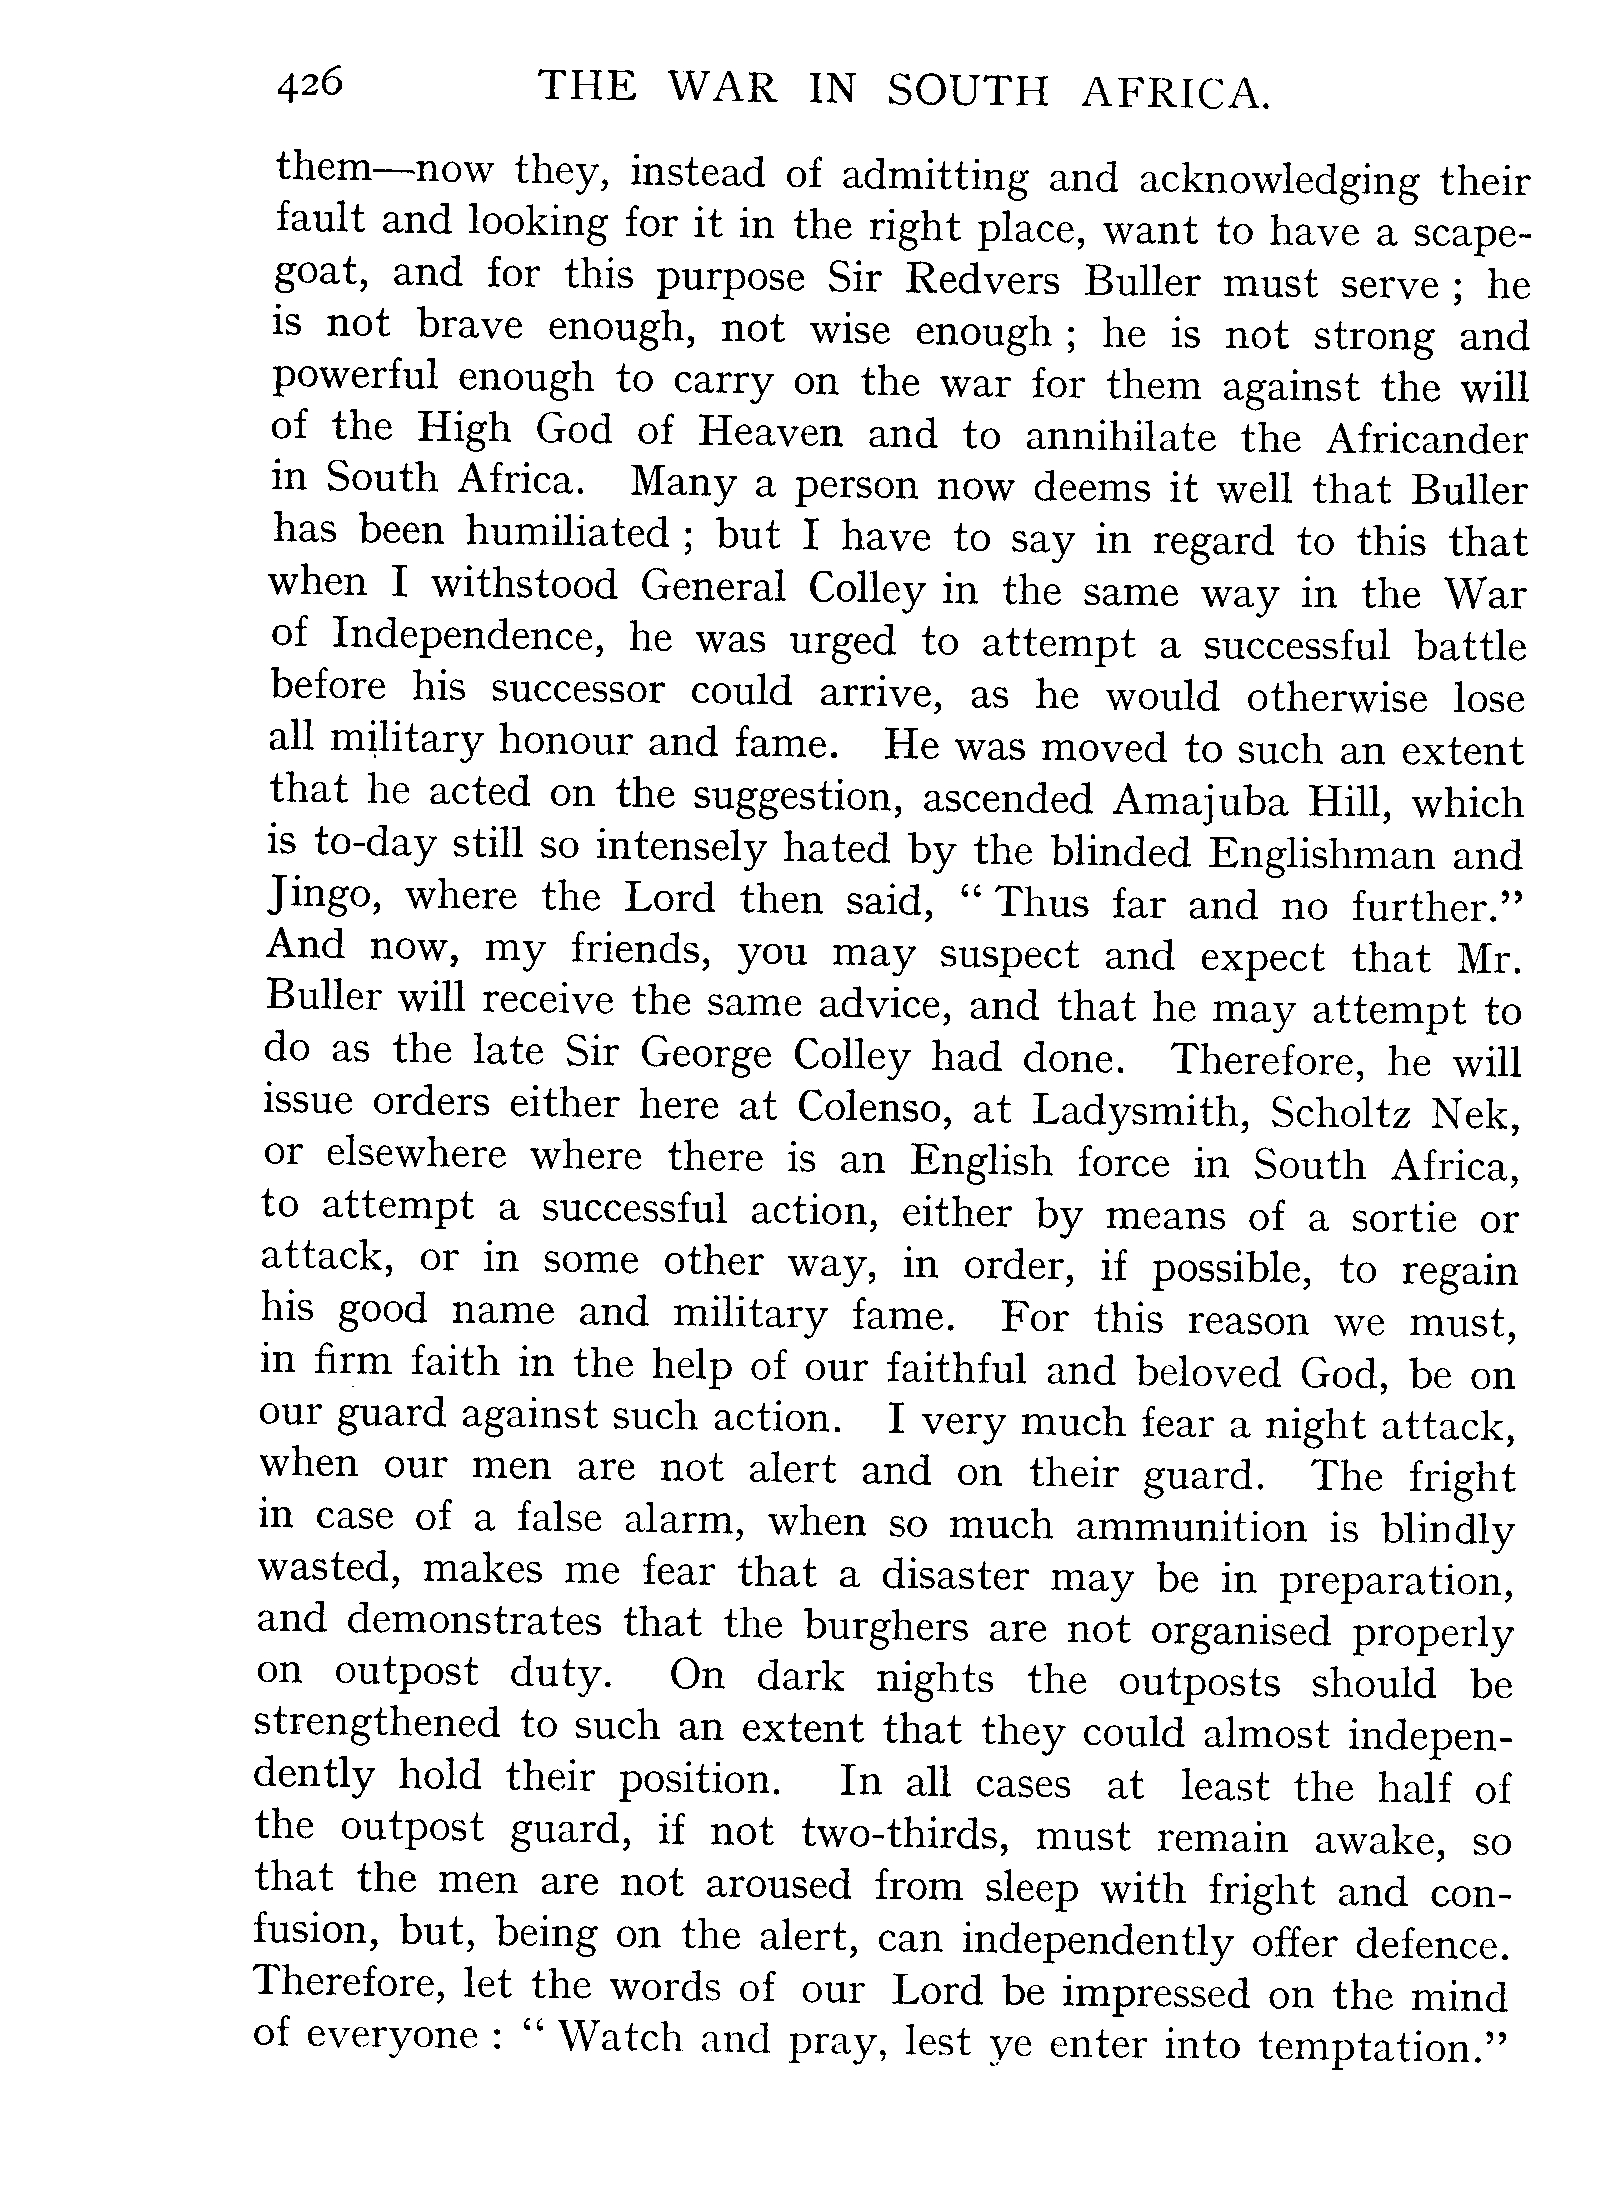 426 THE WAR IN SOUTH AFRICA.
them—now they, instead of admitting and acknowledging their
fault and looking for it in the right place, want to have a scape-
goat, and for this purpose Sir Redvers Buller must serve ; he
is not brave enough, not wise enough ; he is not strong and
powerful enough to carry on the war for them against the will
of the High God of Heaven and to annihilate the Africander
in South Africa. Many a person now deems it well that Buller
has been humiliated ; but I have to say in regard to this that
when I withstood General Colley in the same way in the War
of Independence, he was urged to attempt a successful battle
before his successor could arrive, as he would otherwise lose
all military honour and fame. He was moved to such an extent
that he acted on the suggestion, ascended Amajuba Hill, which
is to-day still so intensely hated by the blinded Englishman and
Jingo, where the Lord then said, “ Thus far and no further.”
And now, my friends, you may suspect and expect that Mr.
Buller will receive the same advice, and that he may attempt to
do as the late Sir George Colley had done. Therefore, he will
issue orders either here at Colenso, at Ladysmith, Scholtz Nek,
or elsewhere where there is an English force in South Africa,
to attempt a successful action, either by means of a sortie or
attack, or in some other way, in order, if possible, to regain
his good name and military fame. For this reason we must,
in firm faith in the help of our faithful and beloved God, be on
our guard against such action. I very much fear a night attack,
when our men are not alert and on their guard. The fright
in case of a false alarm, when so much ammunition is blindly
wasted, makes me fear that a disaster may be in preparation,
and demonstrates that the burghers are not organised properly
on outpost duty. On dark nights the outposts should be
strengthened to such an extent that they could almost indepen-
dently hold their position. In all cases at least the half of
the outpost guard, if not two-thirds, must remain awake, so
that the men are not aroused from sleep with fright and con-
fusion, but, being on the alert, can independently offer defence.
Therefore, let the words of our Lord be impressed on the mind
of everyone : “ Watch and pray, lest ye enter into temptation.”